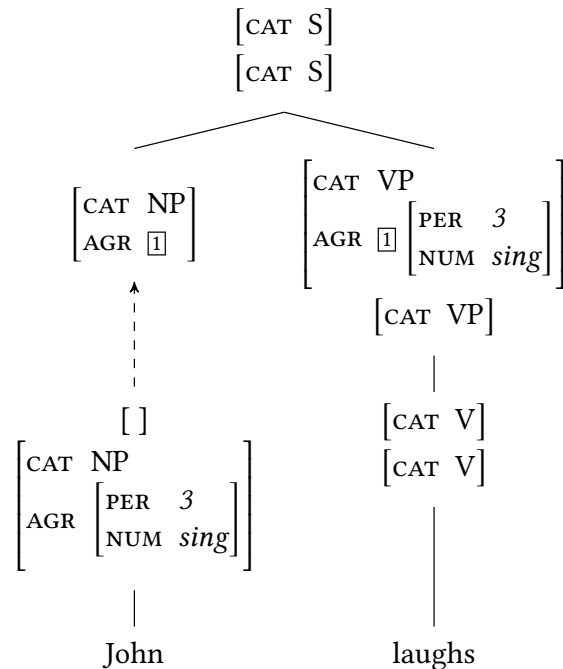 [CAT S]
[CAT S]
[CAT NP
AGR 1]
[CAT VP
AGR 1 [PER 3
NUM sing]]
[CAT VP]
[ ]
[CAT NP
AGR [PER 3
NUM sing]]
[CAT V]
[CAT V]
John
laughs